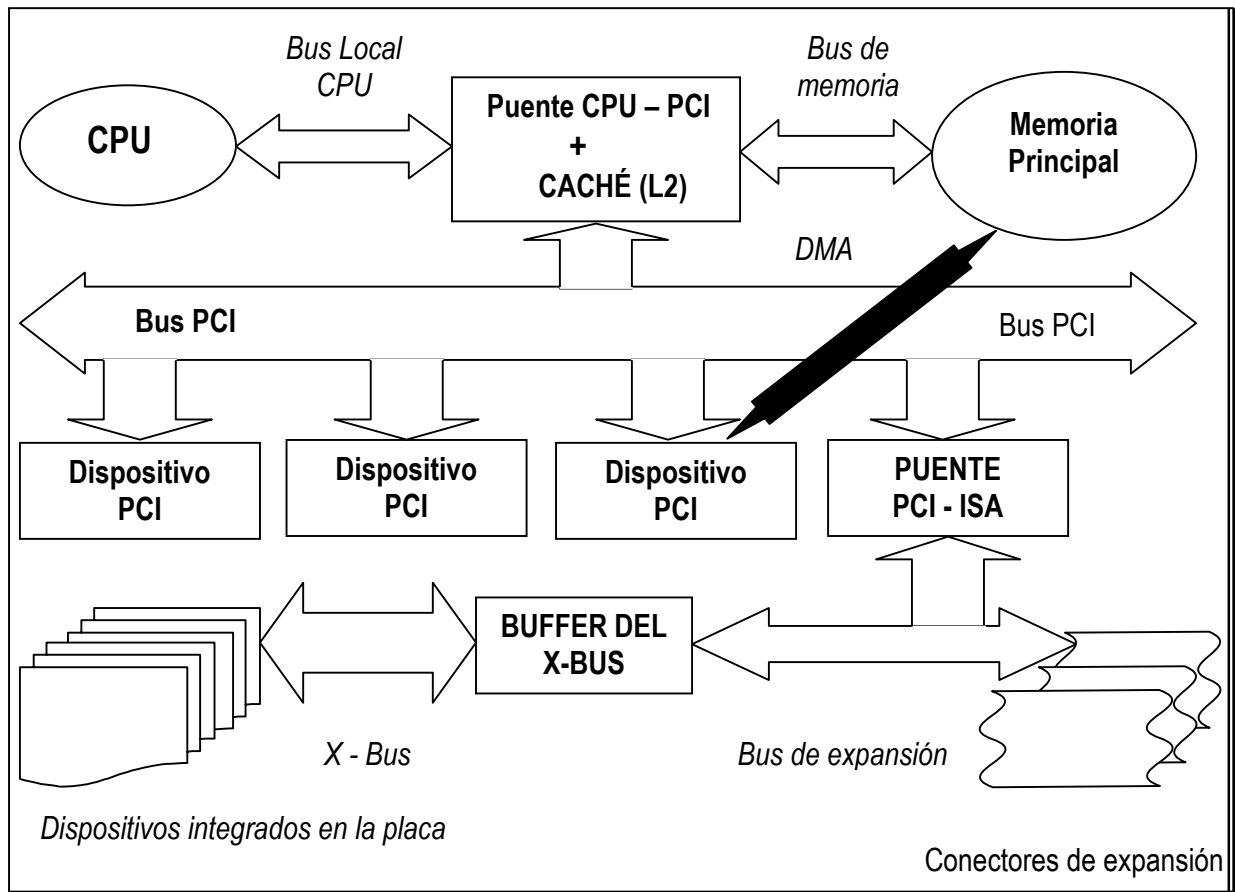 Bus Local
CPU
Bus de
memoria
CPU
Puente CPU – PCI
+
CACHÉ (L2)
Memoria
Principal
DMA
Bus PCI
Bus PCI
Dispositivo
PCI
Dispositivo
PCI
Dispositivo
PCI
PUENTE
PCI - ISA
BUFFER DEL
X-BUS
X - Bus
Bus de expansión
Dispositivos integrados en la placa
Conectores de expansión